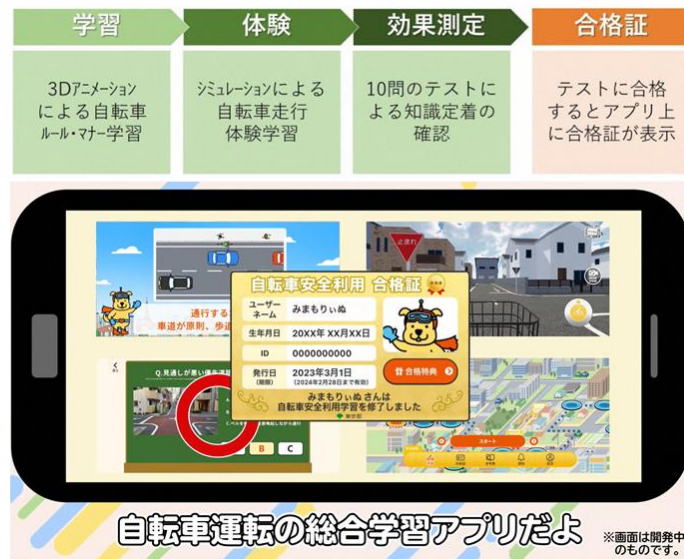 学習
体験
効果測定
合格証
3Dアニメーション
による自転車
ルール・マナー学習
シミュレーションによる
自転車走行
体験学習
10問のテストに
よる知識定着の
確認
テストに合格
するとアプリ上
に合格証が表示
通行する
車道が原則、歩道
止まれ
自転車安全利用 合格証
ユーザー
ネーム
みまもりぃぬ
生年月日
20XX年 XX月XX日
ID
0000000000
発行日
(期限)
2023年3月1日
(2024年2月28日まで有効)
合格特典
みまもりぃぬ さんは
自転車安全利用学習を修了しました
東京都
Q.見通しが悪い
B
C
スタート
自転車運転の総合学習アプリだよ
※画面は開発中
のものです。